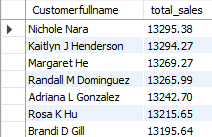 Customerfullname total_sales
Nichole Nara 13295.38
Kaitlyn J Henderson 13294.27
Margaret He 13269.27
Randall M Dominguez 13265.99
Adriana L Gonzalez 13242.70
Rosa K Hu 13215.65
Brandi D Gill 13195.64